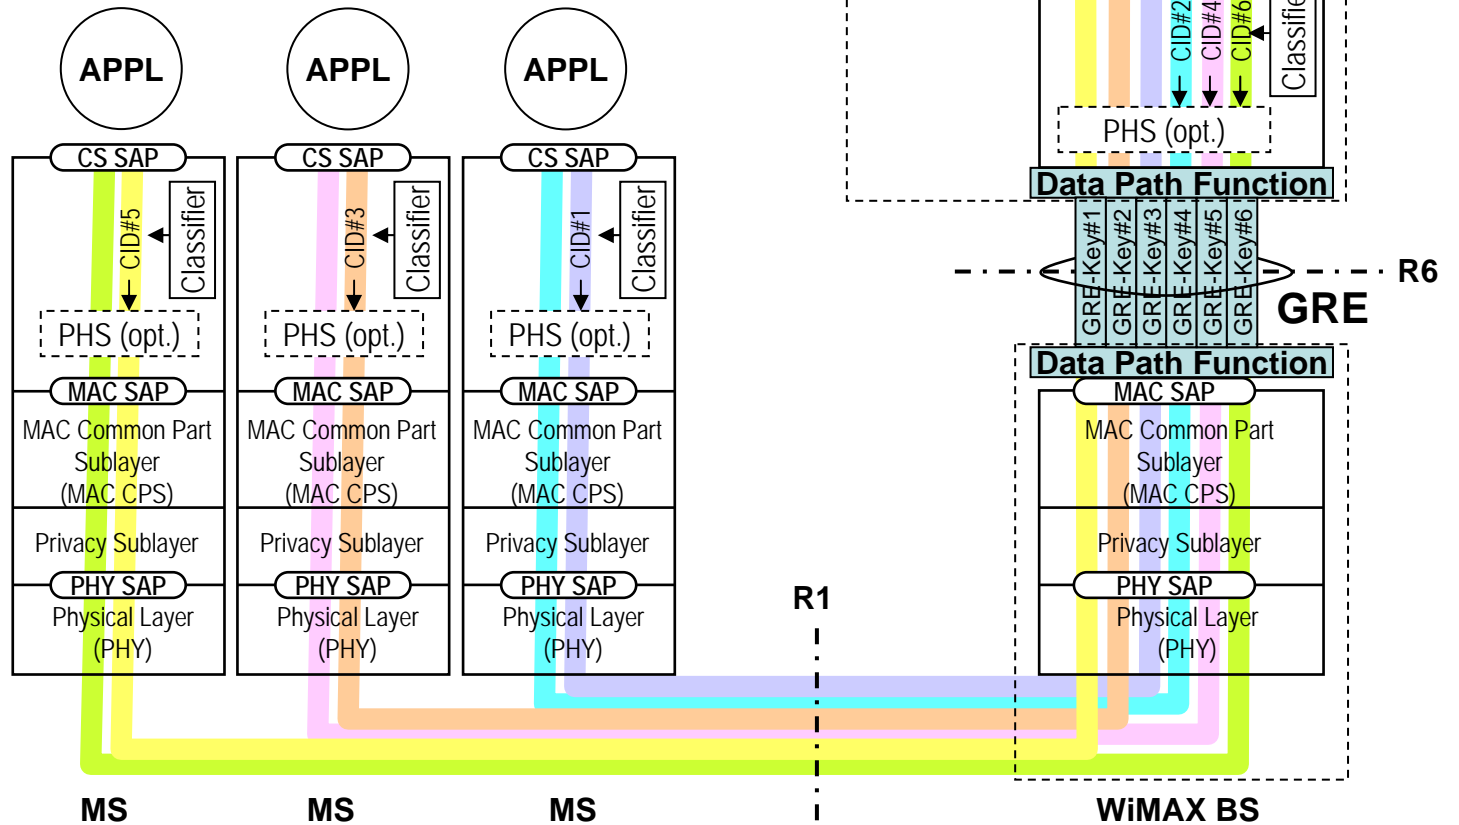 APPL
APPL
APPL
CID#2
CID#4
CID#6
PHS (opt.)
Data Path Function
CS SAP
CS SAP
CS SAP
CID#5
Classifier
CID#3
Classifier
CID#1
Classifier
GRE-Key#1
GRE-Key#2
GRE-Key#3
GRE-Key#4
GRE-Key#5
GRE-Key#6
R6
GRE
PHS (opt.)
PHS (opt.)
PHS (opt.)
Data Path Function
MAC SAP
MAC SAP
MAC SAP
MAC SAP
MAC Common Part
Sublayer
(MAC CPS)
MAC Common Part
Sublayer
(MAC CPS)
MAC Common Part
Sublayer
(MAC CPS)
MAC Common Part
Sublayer
(MAC CPS)
Privacy Sublayer
Privacy Sublayer
Privacy Sublayer
Privacy Sublayer
PHY SAP
PHY SAP
PHY SAP
PHY SAP
Physical Layer
(PHY)
Physical Layer
(PHY)
Physical Layer
(PHY)
Physical Layer
(PHY)
R1
MS
MS
MS
WiMAX BS